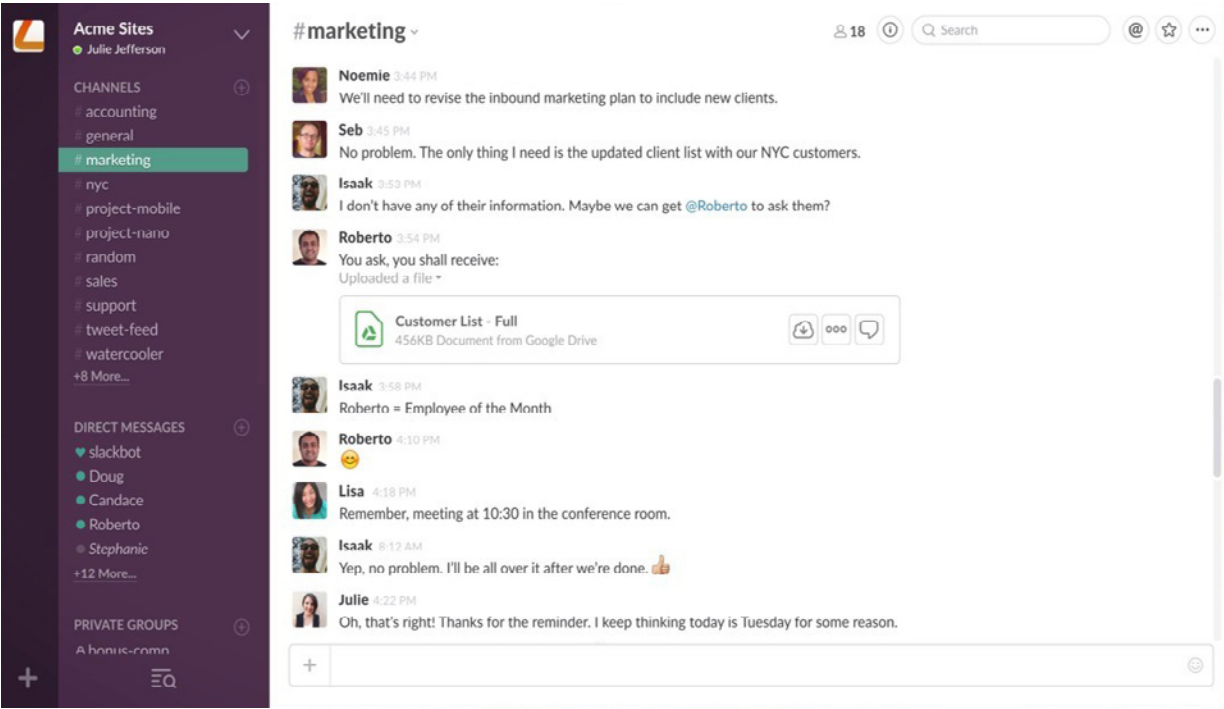 Acme Sites
Julie Jefferson
CHANNELS
# accounting
# general
# marketing
# nyc
# project-mobile
# project-nano
# random
# sales
# support
# tweet-feed
# watercooler
+8 More...
DIRECT MESSAGES
slackbot
Doug
Candace
Roberto
Stephanie
+12 More...
PRIVATE GROUPS
bonus-comp
#marketing
18
Search
@
Noemie 3:44 PM
We'll need to revise the inbound marketing plan to include new clients.
Seb 3:45 PM
No problem. The only thing I need is the updated client list with our NYC customers.
Isaak 3:53 PM
I don't have any of their information. Maybe we can get @Roberto to ask them?
Roberto 3:54 PM
You ask, you shall receive:
Uploaded a file
Customer List - Full
456KB Document from Google Drive
Isaak 3:58 PM
Roberto = Employee of the Month
Roberto 4:10 PM
😊
Lisa 4:18 PM
Remember, meeting at 10:30 in the conference room.
Isaak 8:12 AM
Yep, no problem. I'll be all over it after we're done. 👍
Julie 4:22 PM
Oh, that's right! Thanks for the reminder. I keep thinking today is Tuesday for some reason.